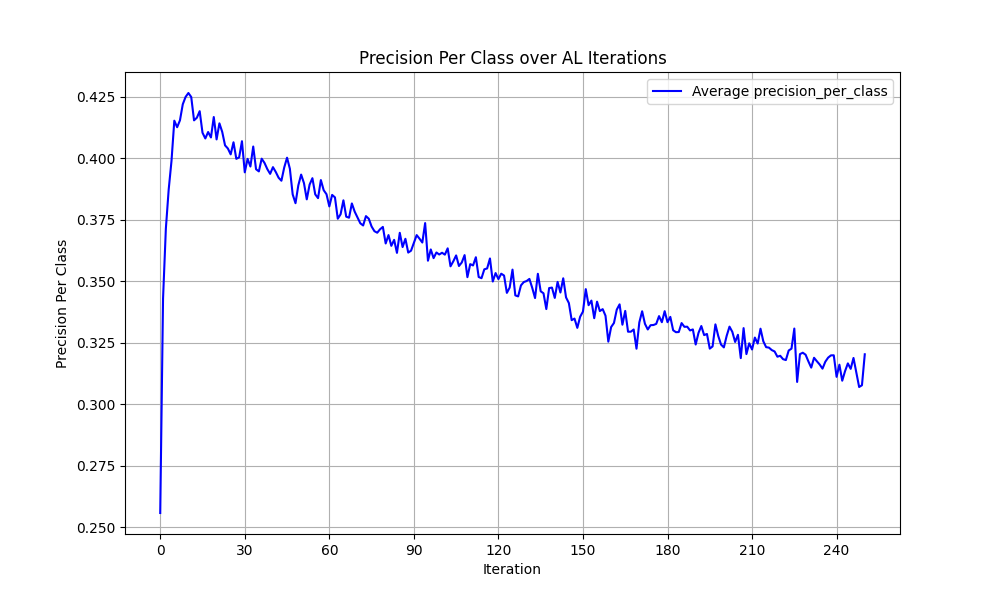 Precision Per Class over AL Iterations
Average precision_per_class
Precision Per Class
0.425
0.400
0.375
0.350
0.325
0.300
0.275
0.250
0 30 60 90 120 150 180 210 240
Iteration